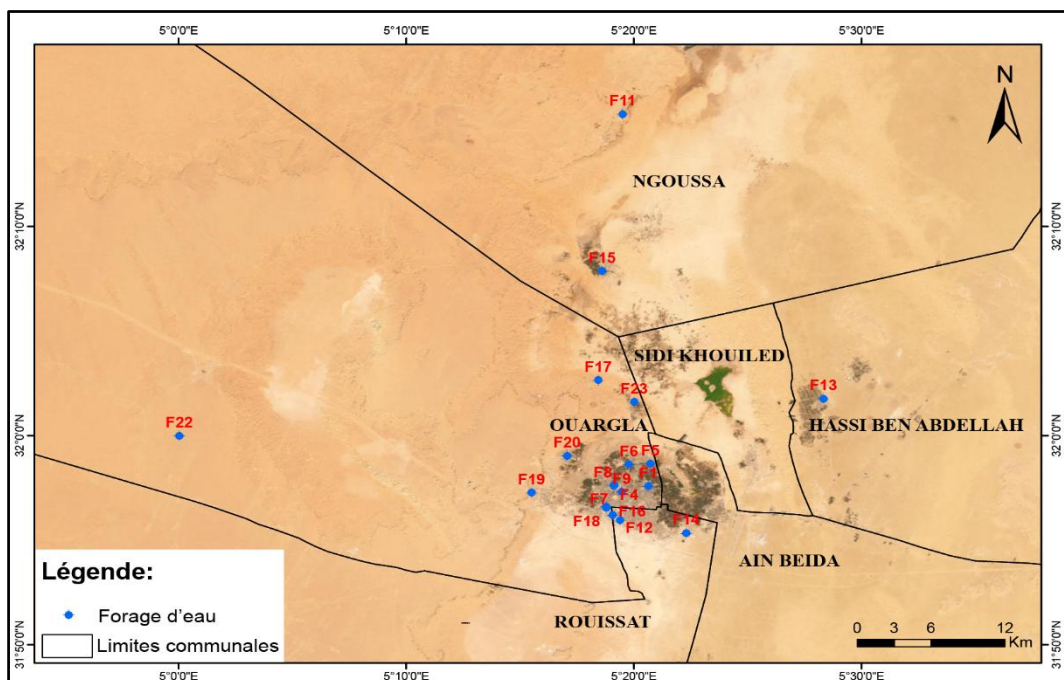 5°0'0"E 5°10'0"E 5°20'0"E 5°30'0"E
N
F11
NGOUSSA
32°10'0"N 32°10'0"N
F15
SIDI KHOUILED
F17
F13
F23
F22
OUARGLA
HASSI BEN ABDELLAH
32°0'0"N 32°0'0"N
F20
F6 F5
F19
F8 F9 F1
F7 F4
F18 F16
F12
F14
AIN BEIDA
Légende:
Forage d'eau
ROUISSAT
Limites communales
0 3 6 12
Km
31°50'0"N 31°50'0"N
5°0'0"E 5°10'0"E 5°20'0"E 5°30'0"E